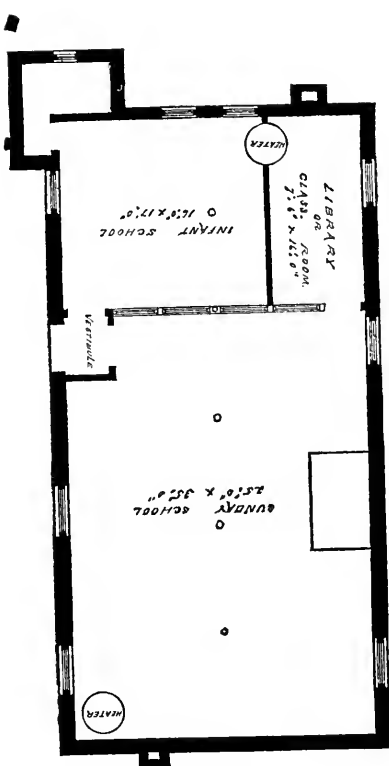 HEATER
LIBRARY
OR
CLASS ROOM.
7'.6" x 16'.0"
INFANT SCHOOL
16'.0" x 17'.0"
VESTIBULE
SUNDAY SCHOOL
25'.0" x 35'.0"
HEATER